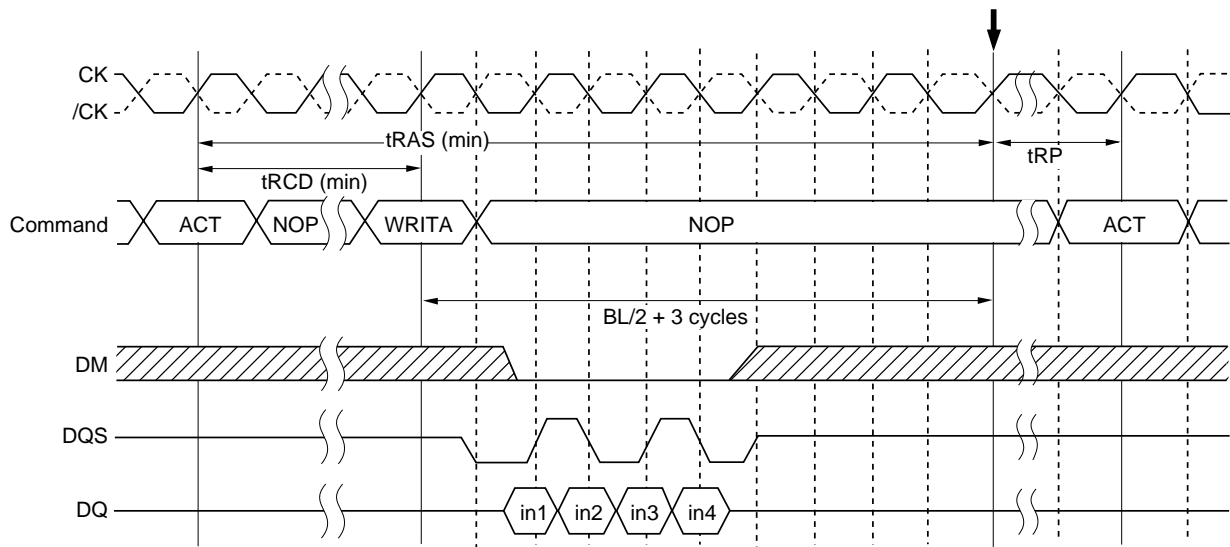 CK
/CK
tRAS (min)
tRP
tRCD (min)
Command
ACT
NOP
WRITA
NOP
ACT
BL/2 + 3 cycles
DM
DQS
DQ
in1
in2
in3
in4